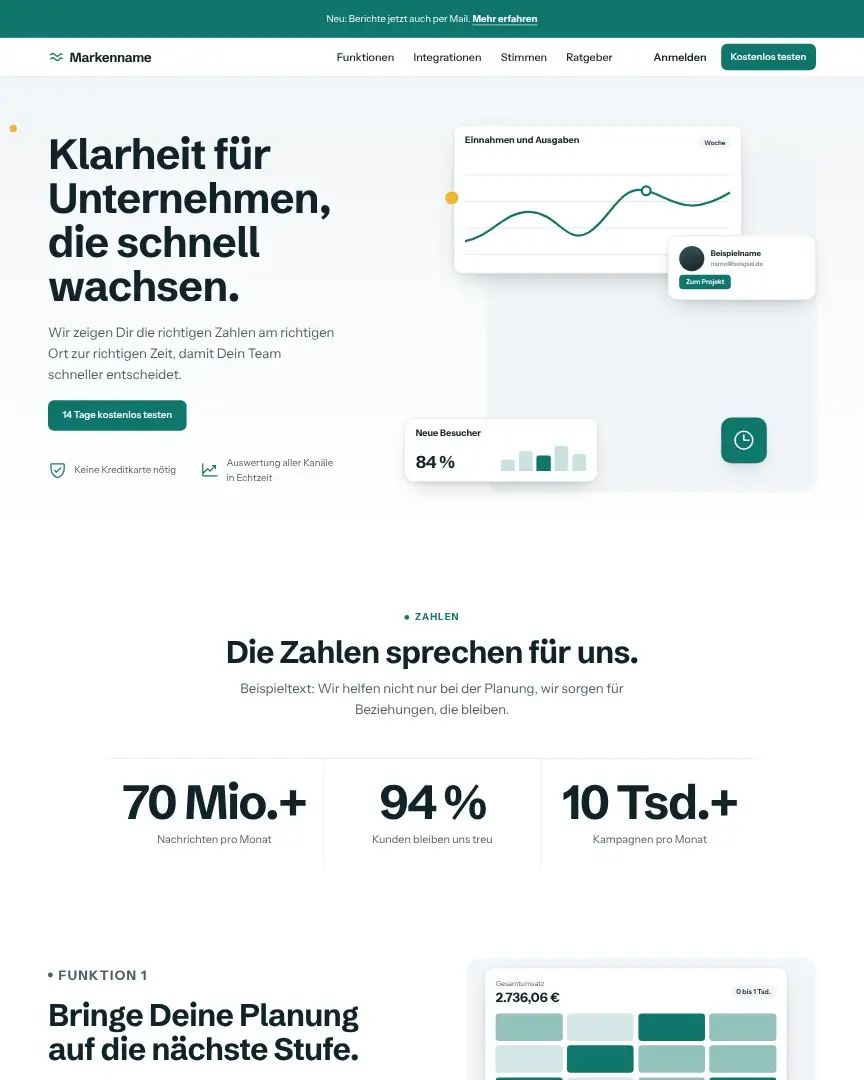 Neu: Berichte jetzt auch per Mail. Mehr erfahren
Markenname
Funktionen
Integrationen
Stimmen
Ratgeber
Anmelden
Kostenlos testen
Klarheit für
Unternehmen,
die schnell
wachsen.
Wir zeigen Dir die richtigen Zahlen am richtigen
Ort zur richtigen Zeit, damit Dein Team
schneller entscheidet.
14 Tage kostenlos testen
Keine Kreditkarte nötig
Auswertung aller Kanäle
in Echtzeit
Einnahmen und Ausgaben
Woche
Beispielname
name@beispiel.de
Zum Projekt
Neue Besucher
84 %
ZAHLEN
Die Zahlen sprechen für uns.
Beispieltext: Wir helfen nicht nur bei der Planung, wir sorgen für
Beziehungen, die bleiben.
70 Mio.+
Nachrichten pro Monat
94 %
Kunden bleiben uns treu
10 Tsd.+
Kampagnen pro Monat
FUNKTION 1
Bringe Deine Planung
auf die nächste Stufe.
Gesamtumsatz
2.736,06 €
0 bis 1 Tsd.